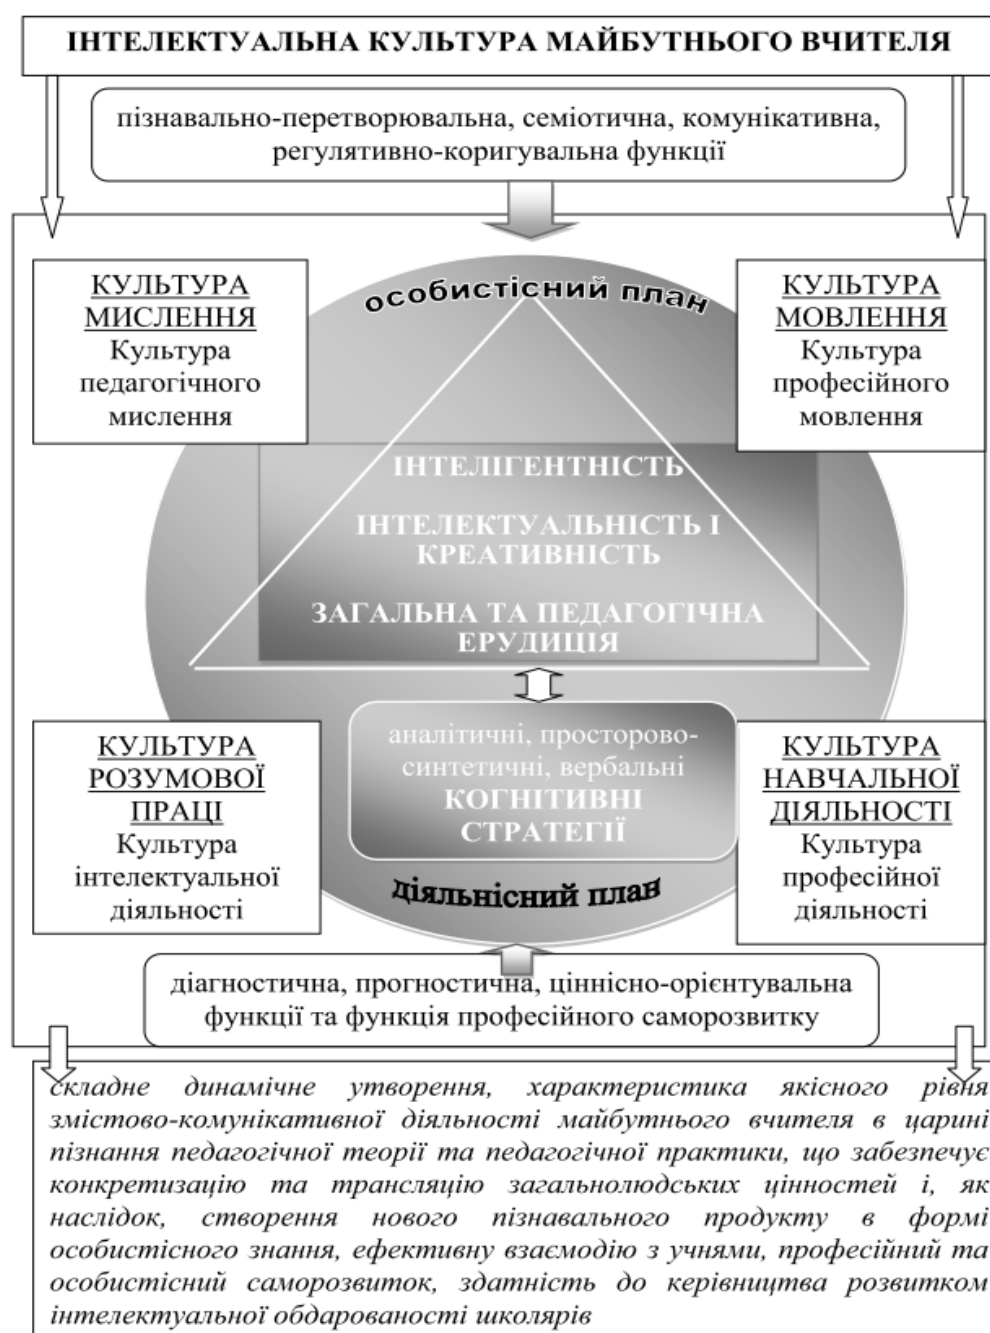 ІНТЕЛЕКТУАЛЬНА КУЛЬТУРА МАЙБУТНЬОГО ВЧИТЕЛЯ
пізнавально-перетворювальна, семіотична, комунікативна,
регулятивно-коригувальна функції
КУЛЬТУРА
МИСЛЕННЯ
Культура
педагогічного
мислення
особистісний план
КУЛЬТУРА
МОВЛЕННЯ
Культура
професійного
мовлення
ІНТЕЛІГЕНТНІСТЬ
ІНТЕЛЕКТУАЛЬНІСТЬ І
КРЕАТИВНІСТЬ
ЗАГАЛЬНА ТА ПЕДАГОГІЧНА
ЕРУДИЦІЯ
КУЛЬТУРА
РОЗУМОВОЇ
ПРАЦІ
Культура
інтелектуальної
діяльності
аналітичні, просторово-
синтетичні, вербальні
КОГНІТИВНІ
СТРАТЕГІЇ
діяльнісний план
КУЛЬТУРА
НАВЧАЛЬНОЇ
ДІЯЛЬНОСТІ
Культура
професійної
діяльності
діагностична, прогностична, ціннісно-орієнтувальна
функції та функція професійного саморозвитку
складне динамічне утворення, характеристика якісного рівня
змістово-комунікативної діяльності майбутнього вчителя в царині
пізнання педагогічної теорії та педагогічної практики, що забезпечує
конкретизацію та трансляцію загальнолюдських цінностей і, як
наслідок, створення нового пізнавального продукту в формі
особистісного знання, ефективну взаємодію з учнями, професійний та
особистісний саморозвиток, здатність до керівництва розвитком
інтелектуальної обдарованості школярів